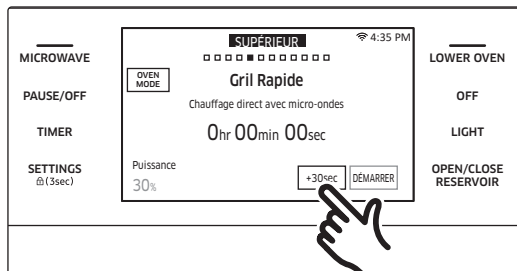 SUPÉRIEUR
4:35 PM
MICROWAVE
PAUSE/OFF
TIMER
SETTINGS
(3sec)
OVEN
MODE
Gril Rapide
Chauffage direct avec micro-ondes
0hr 00min 00sec
Puissance
30%
+30sec
DÉMARRER
LOWER OVEN
OFF
LIGHT
OPEN/CLOSE
RESERVOIR